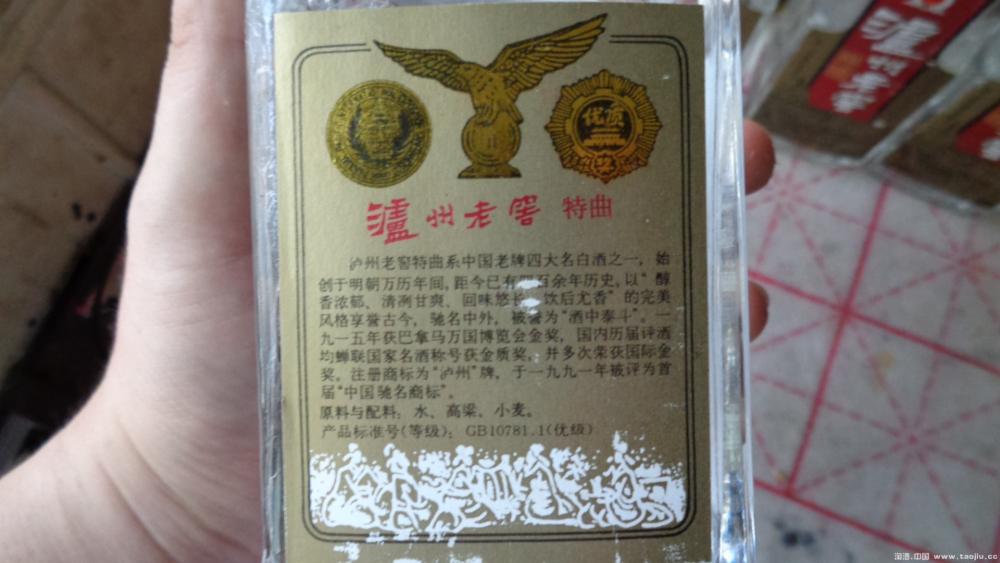 优质
泸州老窖 特曲
泸州老窖特曲系中国老牌四大名白酒之一，始
创于明朝万历年间，距今已有四百余年历史，以“醇
香浓郁、清洌甘爽、回味悠长、饮后尤香”的完美
风格享誉古今，驰名中外，被誉为“酒中泰斗”。一
九一五年获巴拿马万国博览会金奖，国内历届评酒
均蝉联国家名酒称号获金质奖，并多次荣获国际金
奖。注册商标为“泸州”牌，于一九九一年被评为首
届“中国驰名商标”。
原料与配料：水、高粱、小麦。
产品标准号(等级)：GB10781.1(优级)
泸州老窖
淘酒.中国 www.taojiu.cc